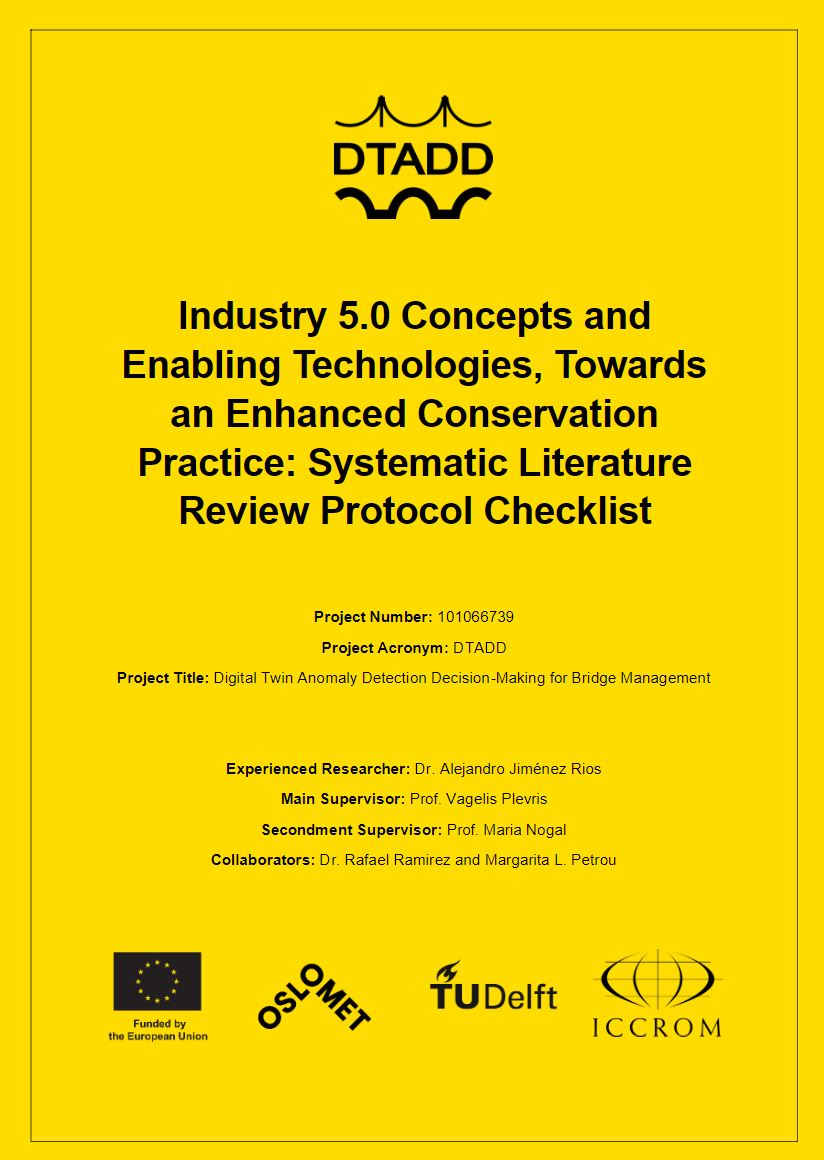 DTADD
Industry 5.0 Concepts and
Enabling Technologies, Towards
an Enhanced Conservation
Practice: Systematic Literature
Review Protocol Checklist
Project Number: 101066739
Project Acronym: DTADD
Project Title: Digital Twin Anomaly Detection Decision-Making for Bridge Management
Experienced Researcher: Dr. Alejandro Jiménez Rios
Main Supervisor: Prof. Vagelis Plevris
Secondment Supervisor: Prof. Maria Nogal
Collaborators: Dr. Rafael Ramirez and Margarita L. Petrou
Funded by
the European Union
OSLOMET
TUDelft
ICCROM